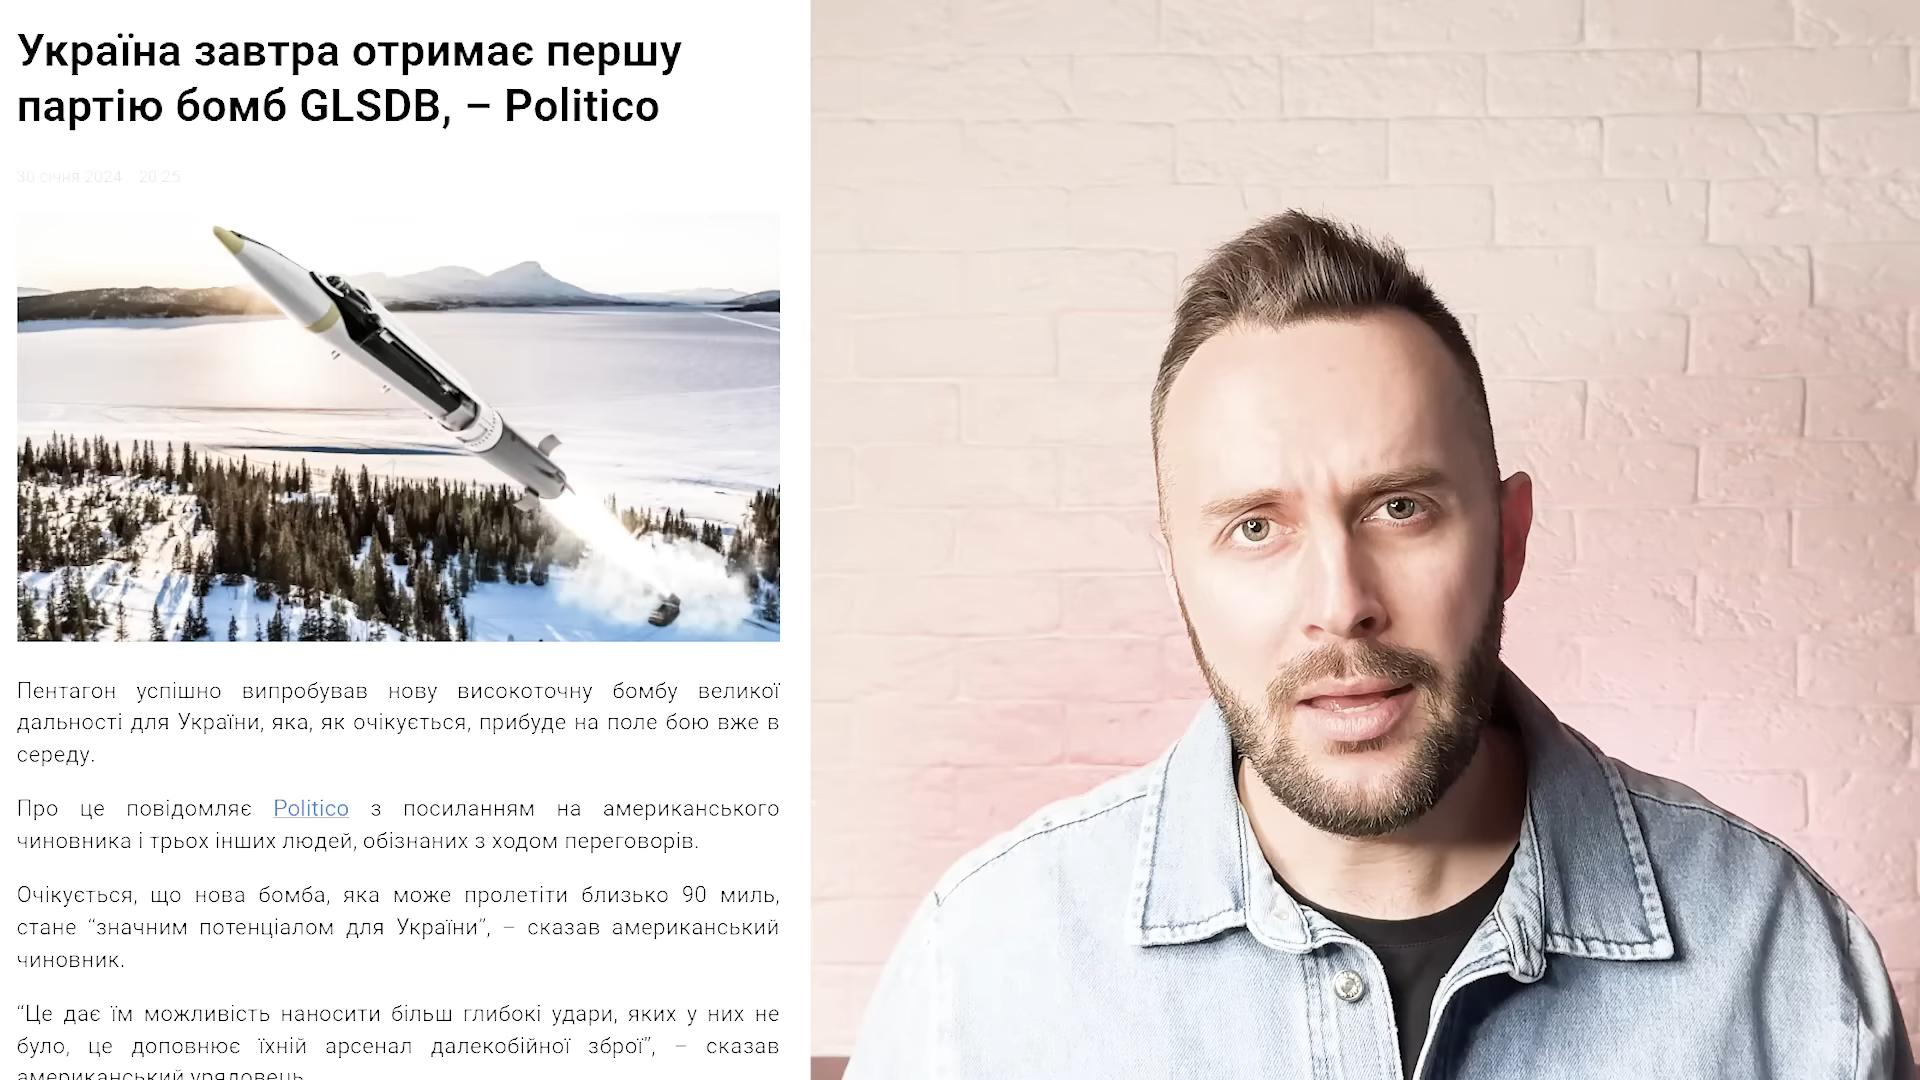 Україна завтра отримає першу
партію бомб GLSDB, – Politico
30 січня 2024 20:25
Пентагон успішно випробував нову високоточну бомбу великої
дальності для України, яка, як очікується, прибуде на поле бою вже в
середу.
Про це повідомляє Politico з посиланням на американського
чиновника і трьох інших людей, обізнаних з ходом переговорів.
Очікується, що нова бомба, яка може пролетіти близько 90 миль,
стане “значним потенціалом для України”, – сказав американський
чиновник.
“Це дає їм можливість наносити більш глибокі удари, яких у них не
було, це доповнює їхній арсенал далекобійної зброї”, – сказав
американський урядовець.